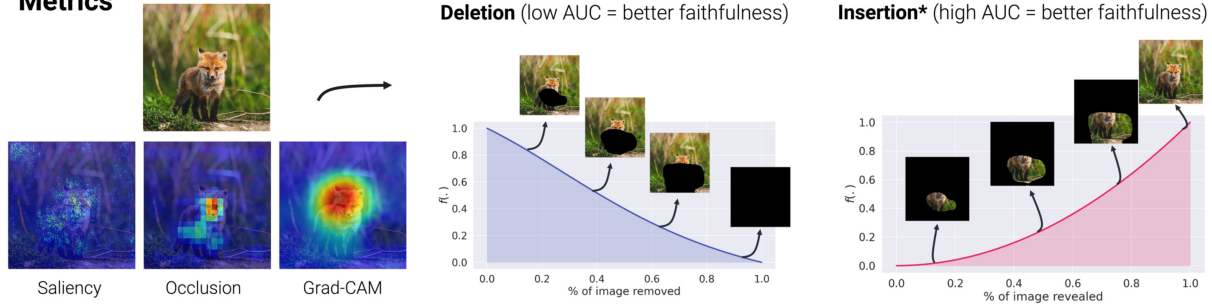 Metrics
Saliency
Occlusion
Grad-CAM
Deletion (low AUC = better faithfulness)
1.0
0.8
0.6
0.4
0.2
0.0
f(.)
0.0 0.2 0.4 0.6 0.8 1.0
% of image removed
Insertion* (high AUC = better faithfulness)
1.0
0.8
0.6
0.4
0.2
0.0
f(.)
0.0 0.2 0.4 0.6 0.8 1.0
% of image revealed